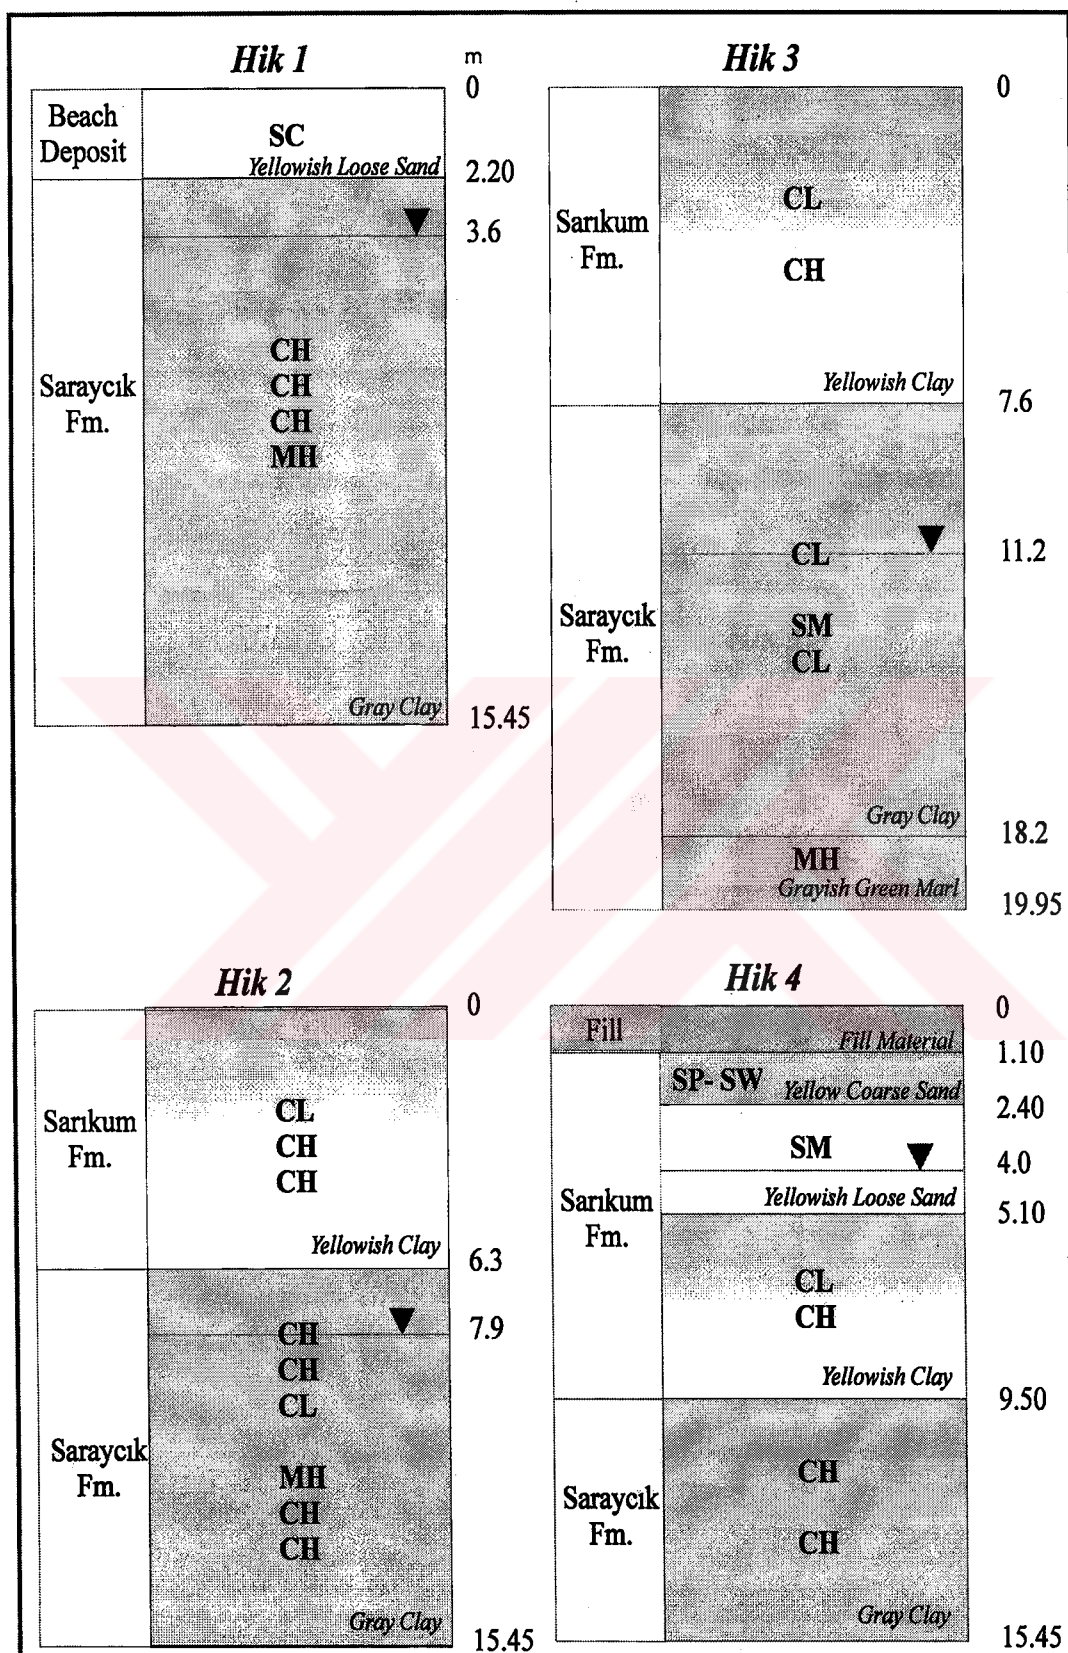 Hik 1
m
0
Beach
Deposit
SC
Yellowish Loose Sand
2.20
3.6
Saraycık
Fm.
CH
CH
CH
MH
Gray Clay
15.45
Hik 3
0
Sarıkum
Fm.
CL
CH
Yellowish Clay
7.6
11.2
CL
Saraycık
Fm.
SM
CL
Gray Clay
18.2
MH
Grayish Green Marl
19.95
Hik 2
0
Sarıkum
Fm.
CL
CH
CH
Yellowish Clay
6.3
7.9
CH
CH
CL
Saraycık
Fm.
MH
CH
CH
Gray Clay
15.45
Hik 4
0
Fill
Fill Material
1.10
SP- SW
Yellow Coarse Sand
2.40
SM
4.0
Yellowish Loose Sand
5.10
Sarıkum
Fm.
CL
CH
Yellowish Clay
9.50
Saraycık
Fm.
CH
CH
Gray Clay
15.45